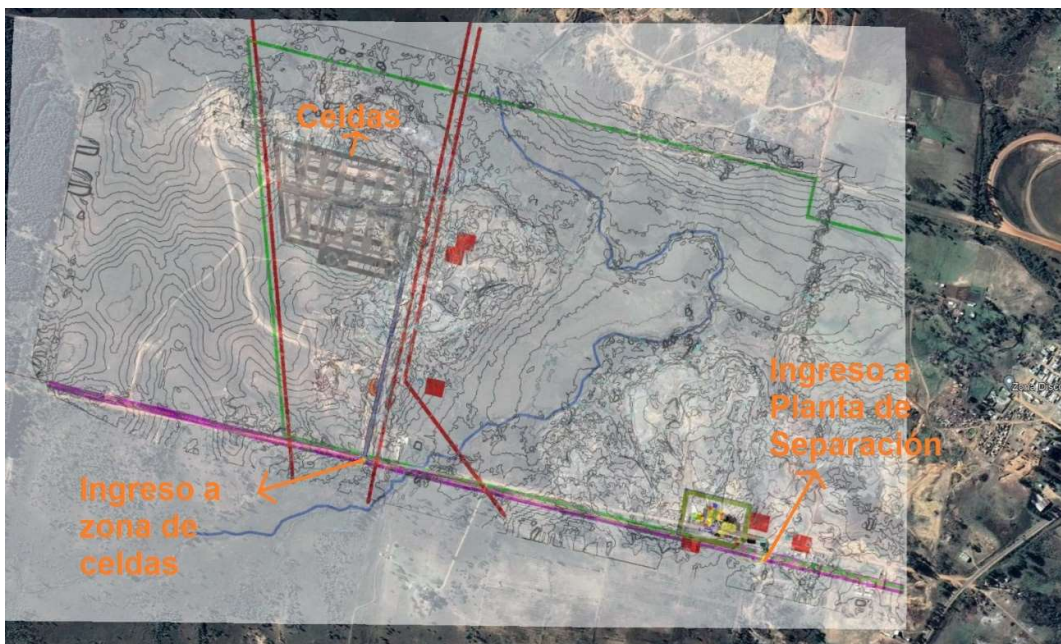 Celdas
Ingreso a
Planta de
Separación
Ingreso a
zona de
celdas